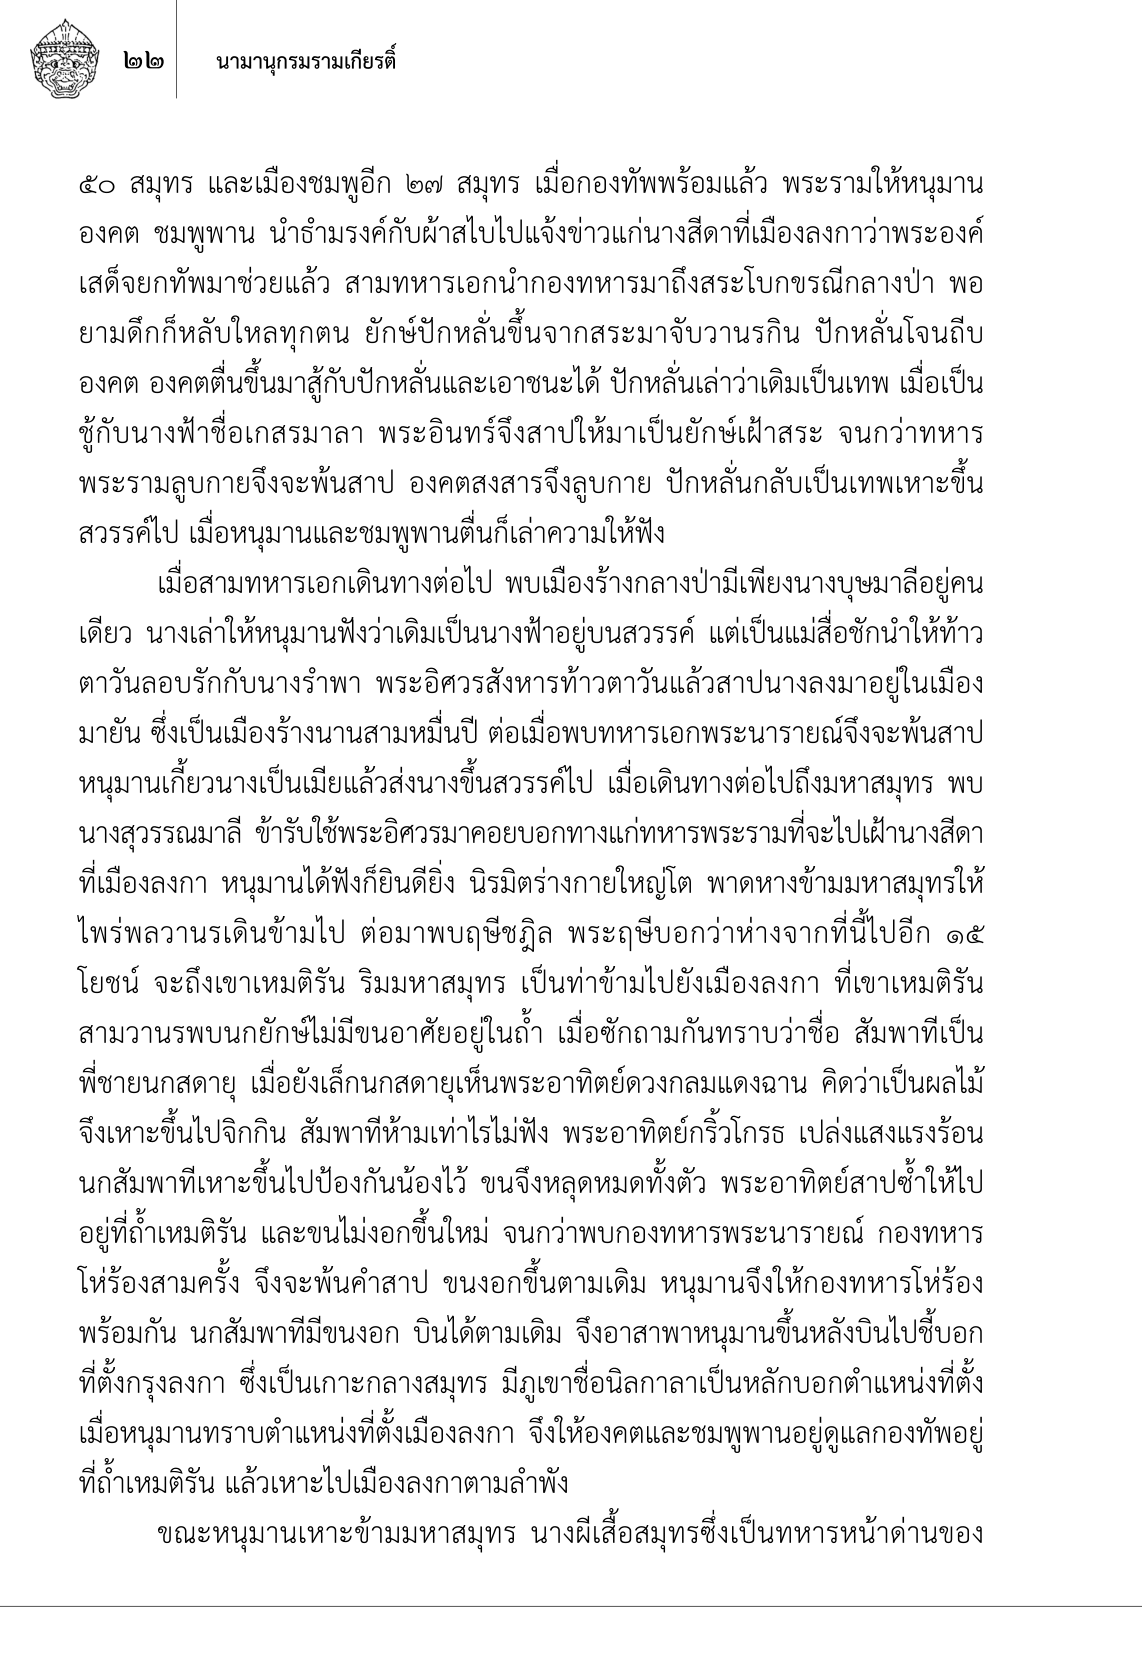 ๒๒
นามานุกรมรามเกียรติ์
๕๐ สมุทร และเมืองชมพูอีก ๒๗ สมุทร เมื่อกองทัพพร้อมแล้ว พระรามให้หนุมาน
องคต ชมพูพาน นำธำมรงค์กับผ้าสไบไปแจ้งข่าวแก่นางสีดาที่เมืองลงกาว่าพระองค์
เสด็จยกทัพมาช่วยแล้ว สามทหารเอกนำกองทหารมาถึงสระโบกขรณีกลางป่า พอ
ยามดึกก็หลับใหลทุกตน ยักษ์ปักหลั่นขึ้นจากสระมาจับวานรกิน ปักหลั่นโจนถีบ
องคต องคตตื่นขึ้นมาสู้กับปักหลั่นและเอาชนะได้ ปักหลั่นเล่าว่าเดิมเป็นเทพ เมื่อเป็น
ชู้กับนางฟ้าชื่อเกสรมาลา พระอินทร์จึงสาปให้มาเป็นยักษ์เฝ้าสระ จนกว่าทหาร
พระรามลูบกายจึงจะพ้นสาป องคตสงสารจึงลูบกาย ปักหลั่นกลับเป็นเทพเหาะขึ้น
สวรรค์ไป เมื่อหนุมานและชมพูพานตื่นก็เล่าความให้ฟัง
เมื่อสามทหารเอกเดินทางต่อไป พบเมืองร้างกลางป่ามีเพียงนางบุษมาลีอยู่คน
เดียว นางเล่าให้หนุมานฟังว่าเดิมเป็นนางฟ้าอยู่บนสวรรค์ แต่เป็นแม่สื่อชักนำให้ท้าว
ตาวันลอบรักกับนางรำพา พระอิศวรสังหารท้าวตาวันแล้วสาปนางลงมาอยู่ในเมือง
มายัน ซึ่งเป็นเมืองร้างนานสามหมื่นปี ต่อเมื่อพบทหารเอกพระนารายณ์จึงจะพ้นสาป
หนุมานเกี้ยวนางเป็นเมียแล้วส่งนางขึ้นสวรรค์ไป เมื่อเดินทางต่อไปถึงมหาสมุทร พบ
นางสุวรรณมาลี ข้ารับใช้พระอิศวรมาคอยบอกทางแก่ทหารพระรามที่จะไปเฝ้านางสีดา
ที่เมืองลงกา หนุมานได้ฟังก็ยินดียิ่ง นิรมิตร่างกายใหญ่โต พาดหางข้ามมหาสมุทรให้
ไพร่พลวานรเดินข้ามไป ต่อมาพบฤษีชฎิล พระฤษีบอกว่าห่างจากที่นี้ไปอีก ๑๕
โยชน์ จะถึงเขาเหมติรัน ริมมหาสมุทร เป็นท่าข้ามไปยังเมืองลงกา ที่เขาเหมติรัน
สามวานรพบนกยักษ์ไม่มีขนอาศัยอยู่ในถ้ำ เมื่อซักถามกันทราบว่าชื่อ สัมพาทีเป็น
พี่ชายนกสดายุ เมื่อยังเล็กนกสดายุเห็นพระอาทิตย์ดวงกลมแดงฉาน คิดว่าเป็นผลไม้
จึงเหาะขึ้นไปจิกกิน สัมพาทีห้ามเท่าไรไม่ฟัง พระอาทิตย์กริ้วโกรธ เปล่งแสงแรงร้อน
นกสัมพาทีเหาะขึ้นไปป้องกันน้องไว้ ขนจึงหลุดหมดทั้งตัว พระอาทิตย์สาปซ้ำให้ไป
อยู่ที่ถ้ำเหมติรัน และขนไม่งอกขึ้นใหม่ จนกว่าพบกองทหารพระนารายณ์ กองทหาร
โห่ร้องสามครั้ง จึงจะพ้นคำสาป ขนงอกขึ้นตามเดิม หนุมานจึงให้กองทหารโห่ร้อง
พร้อมกัน นกสัมพาทีมีขนงอก บินได้ตามเดิม จึงอาสาพาหนุมานขึ้นหลังบินไปชี้บอก
ที่ตั้งกรุงลงกา ซึ่งเป็นเกาะกลางสมุทร มีภูเขาชื่อนิลกาลาเป็นหลักบอกตำแหน่งที่ตั้ง
เมื่อหนุมานทราบตำแหน่งที่ตั้งเมืองลงกา จึงให้องคตและชมพูพานอยู่ดูแลกองทัพอยู่
ที่ถ้ำเหมติรัน แล้วเหาะไปเมืองลงกาตามลำพัง
ขณะหนุมานเหาะข้ามมหาสมุทร นางผีเสื้อสมุทรซึ่งเป็นทหารหน้าด่านของ